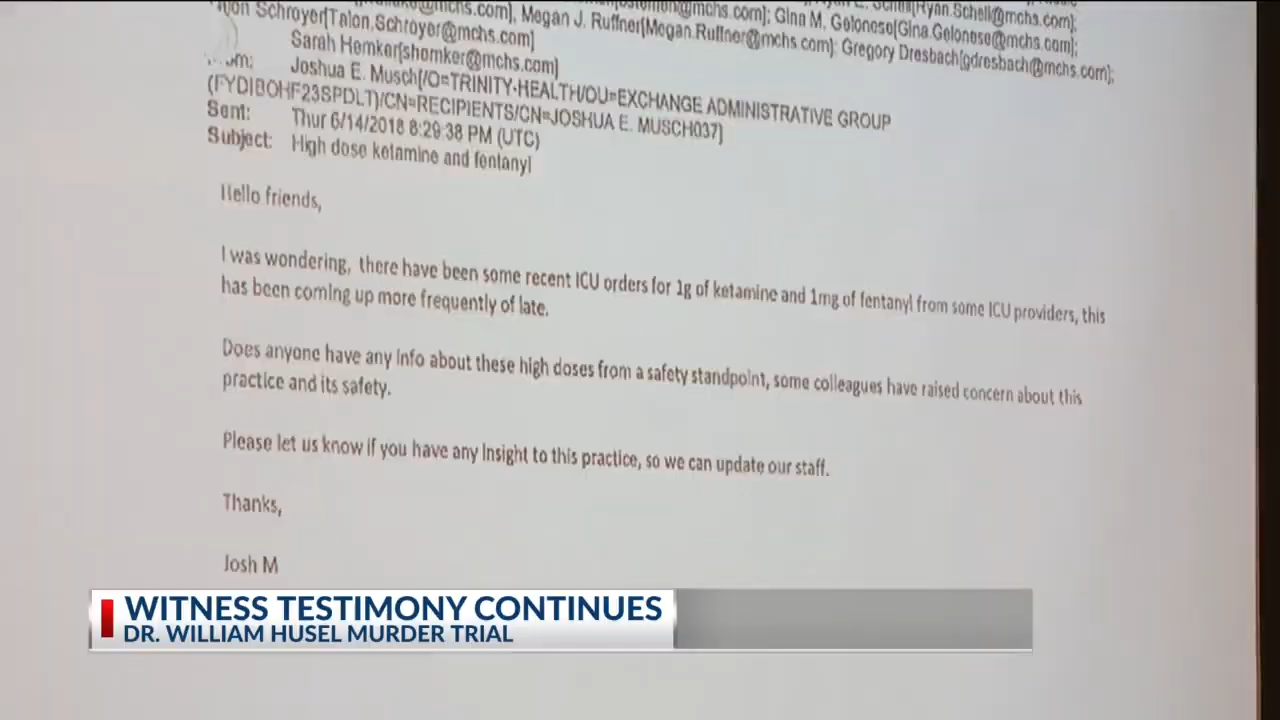 Megan J. Ruffner[Megan.Ruffner@mchs.com]; Gina M. Gelonese[Gina.Gelonese@mchs.com];
Schroyer[Talon.Schroyer@mchs.com] Gregory Dresbach[gdresbach@mchs.com];
Sarah Hemker[shomker@mchs.com]
Joshua E. Musch[/O=TRINITY-HEALTH/OU=EXCHANGE ADMINISTRATIVE GROUP
(FYDIBOHF23SPDLT)/CN=RECIPIENTS/CN=JOSHUA E. MUSCH037]
Sent: Thur 6/14/2018 8:29:38 PM (UTC)
Subject: High dose ketamine and fentanyl
Hello friends,
I was wondering, there have been some recent ICU orders for 1g of ketamine and 1mg of fentanyl from some ICU providers, this
has been coming up more frequently of late.
Does anyone have any info about these high doses from a safety standpoint, some colleagues have raised concern about this
practice and its safety.
Please let us know if you have any insight to this practice, so we can update our staff.
Thanks,
Josh M
WITNESS TESTIMONY CONTINUES
DR. WILLIAM HUSEL MURDER TRIAL